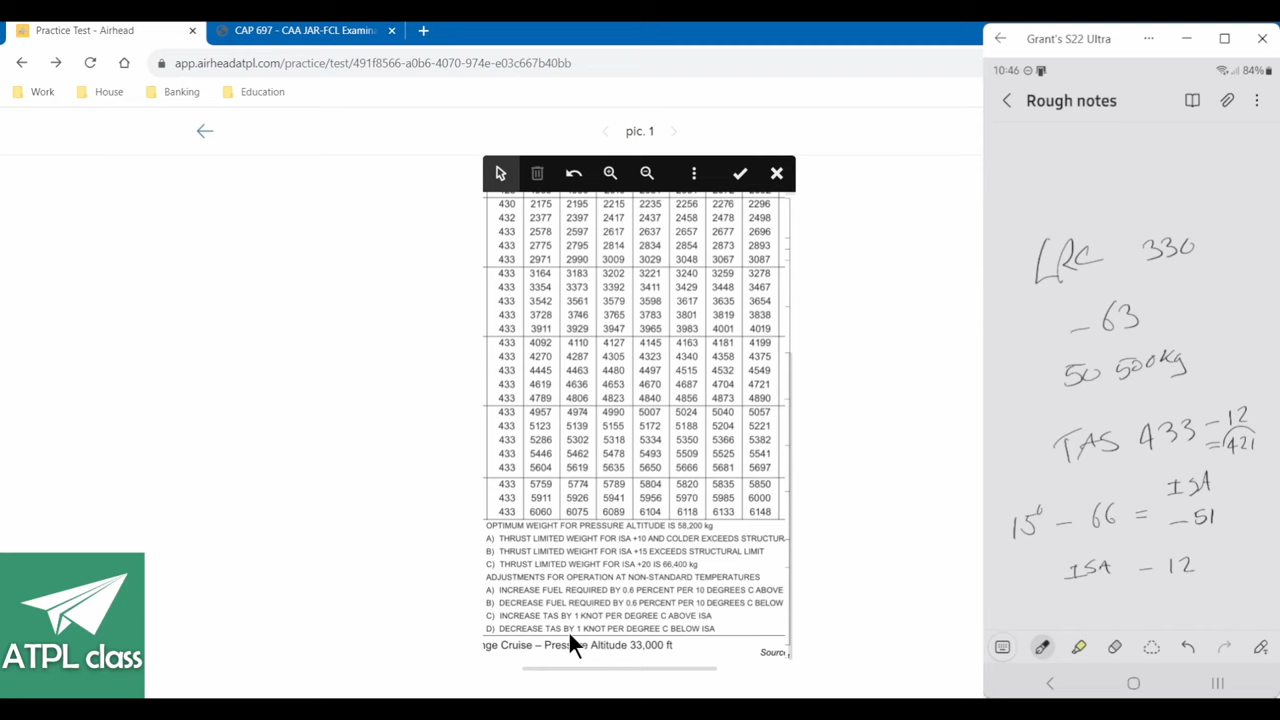 Practice Test - Airhead
CAP 697 - CAA JAR-FCL Examina
Grant's S22 Ultra
app.airheadatpl.com/practice/test/491f8566-a0b6-4070-974e-e03c667b40bb
10:46 84%
Work House Banking Education
Rough notes
pic. 1
430 2175 2195 2215 2235 2256 2276 2296
432 2377 2397 2417 2437 2458 2478 2498
433 2578 2597 2617 2637 2657 2677 2696
433 2775 2795 2814 2834 2854 2873 2893
433 2971 2990 3009 3029 3048 3067 3087
433 3164 3183 3202 3221 3240 3259 3278
433 3354 3373 3392 3411 3429 3448 3467
433 3542 3561 3579 3598 3617 3635 3654
433 3728 3746 3765 3783 3801 3819 3838
433 3911 3929 3947 3965 3983 4001 4019
433 4092 4110 4127 4145 4163 4181 4199
433 4270 4287 4305 4323 4340 4358 4375
433 4445 4463 4480 4497 4515 4532 4549
433 4619 4636 4653 4670 4687 4704 4721
433 4789 4806 4823 4840 4856 4873 4890
433 4957 4974 4990 5007 5024 5040 5057
433 5123 5139 5155 5172 5188 5204 5221
433 5286 5302 5318 5334 5350 5366 5382
433 5446 5462 5478 5493 5509 5525 5541
433 5604 5619 5635 5650 5666 5681 5697
433 5759 5774 5789 5804 5820 5835 5850
433 5911 5926 5941 5956 5970 5985 6000
433 6060 6075 6089 6104 6118 6133 6148
OPTIMUM WEIGHT FOR PRESSURE ALTITUDE IS 58,200 kg
A) THRUST LIMITED WEIGHT FOR ISA +10 AND COLDER EXCEEDS STRUCTUR
B) THRUST LIMITED WEIGHT FOR ISA +15 EXCEEDS STRUCTURAL LIMIT
C) THRUST LIMITED WEIGHT FOR ISA +20 IS 66,400 kg
ADJUSTMENTS FOR OPERATION AT NON-STANDARD TEMPERATURES
A) INCREASE FUEL REQUIRED BY 0.6 PERCENT PER 10 DEGREES C ABOVE
B) DECREASE FUEL REQUIRED BY 0.6 PERCENT PER 10 DEGREES C BELOW
C) INCREASE TAS BY 1 KNOT PER DEGREE C ABOVE ISA
D) DECREASE TAS BY 1 KNOT PER DEGREE C BELOW ISA
nge Cruise – Pressure Altitude 33,000 ft
Source
LRC 330
-63
50 500kg
TAS 433 -12
= 421
ISA
15° - 66 = -51
ISA -12
ATPL class